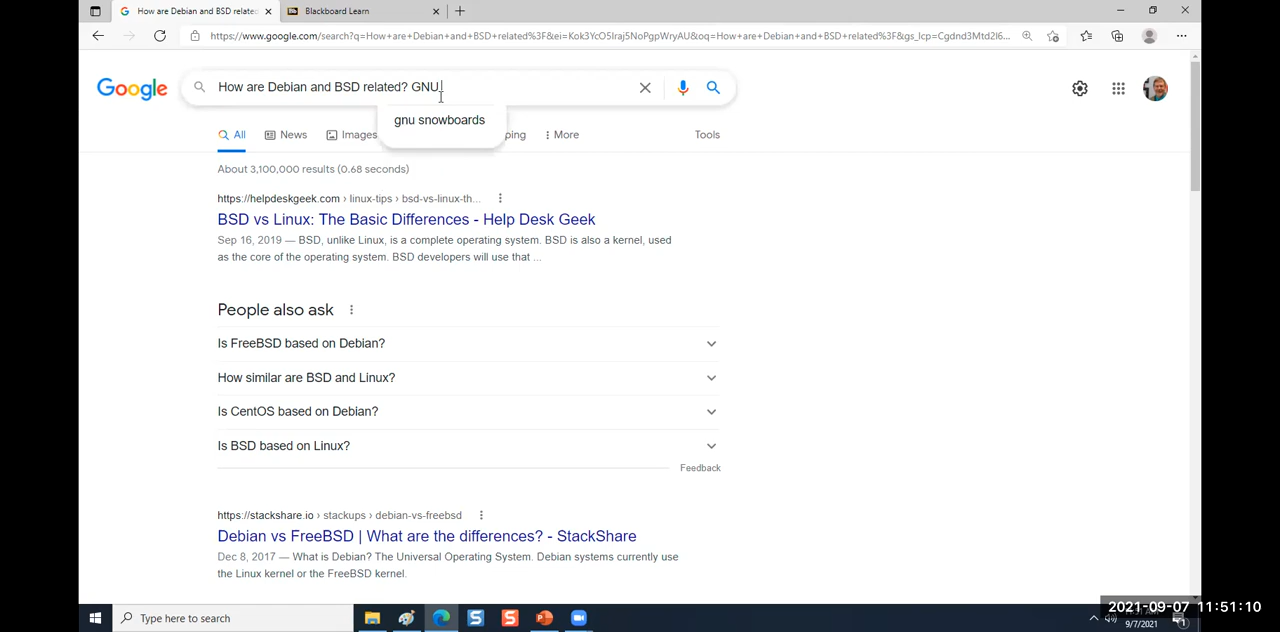 How are Debian and BSD relate
Blackboard Learn
https://www.google.com/search?q=How+are+Debian+and+BSD+related%3F&ei=Kok3YcO5Iraj5NoPgpWryAU&oq=How+are+Debian+and+BSD+related%3F&gs_lcp=Cgdnd3Mtd2l6...
Google
How are Debian and BSD related? GNU
gnu snowboards
All
News
Images
ping
More
Tools
About 3,100,000 results (0.68 seconds)
https://helpdeskgeek.com › linux-tips › bsd-vs-linux-th...
BSD vs Linux: The Basic Differences - Help Desk Geek
Sep 16, 2019 — BSD, unlike Linux, is a complete operating system. BSD is also a kernel, used
as the core of the operating system. BSD developers will use that ...
People also ask
Is FreeBSD based on Debian?
How similar are BSD and Linux?
Is CentOS based on Debian?
Is BSD based on Linux?
Feedback
https://stackshare.io › stackups › debian-vs-freebsd
Debian vs FreeBSD | What are the differences? - StackShare
Dec 8, 2017 — What is Debian? The Universal Operating System. Debian systems currently use
the Linux kernel or the FreeBSD kernel.
Type here to search
2021-09-07 11:51:10
9/7/2021